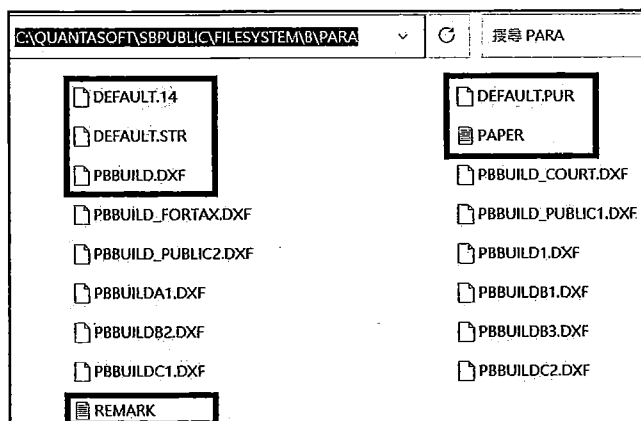 C:\QUANTASOFT\SBPUBLIC\FILESYSTEM\B\PARA 搜尋 PARA
DEFAULT.14 DEFAULT.PUR
DEFAULT.STR PAPER
PBBUILD.DXF PBBUILD_COURT.DXF
PBBUILD_FORTAX.DXF PBBUILD_PUBLIC1.DXF
PBBUILD_PUBLIC2.DXF PBBUILD1.DXF
PBBUILDA1.DXF PBBUILDB1.DXF
PBBUILDB2.DXF PBBUILDB3.DXF
PBBUILDC1.DXF PBBUILDC2.DXF
REMARK